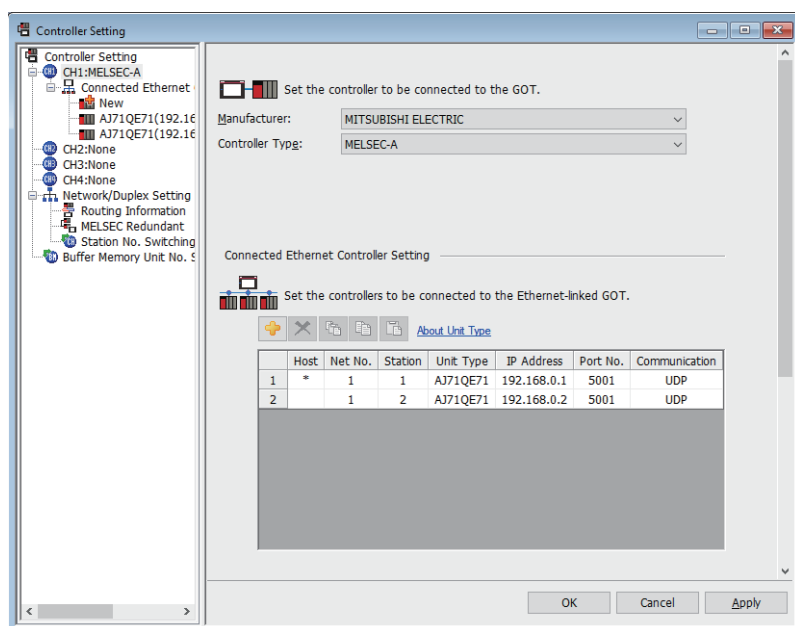 Controller Setting
Controller Setting
CH1:MELSEC-A
Connected Ethernet
New
AJ71QE71(192.16
AJ71QE71(192.16
CH2:None
CH3:None
CH4:None
Network/Duplex Setting
Routing Information
MELSEC Redundant
Station No. Switching
Buffer Memory Unit No. S
Set the controller to be connected to the GOT.
Manufacturer: MITSUBISHI ELECTRIC
Controller Type: MELSEC-A
Connected Ethernet Controller Setting
Set the controllers to be connected to the Ethernet-linked GOT.
About Unit Type
Host Net No. Station Unit Type IP Address Port No. Communication
1 * 1 1 AJ71QE71 192.168.0.1 5001 UDP
2 1 2 AJ71QE71 192.168.0.2 5001 UDP
OK Cancel Apply